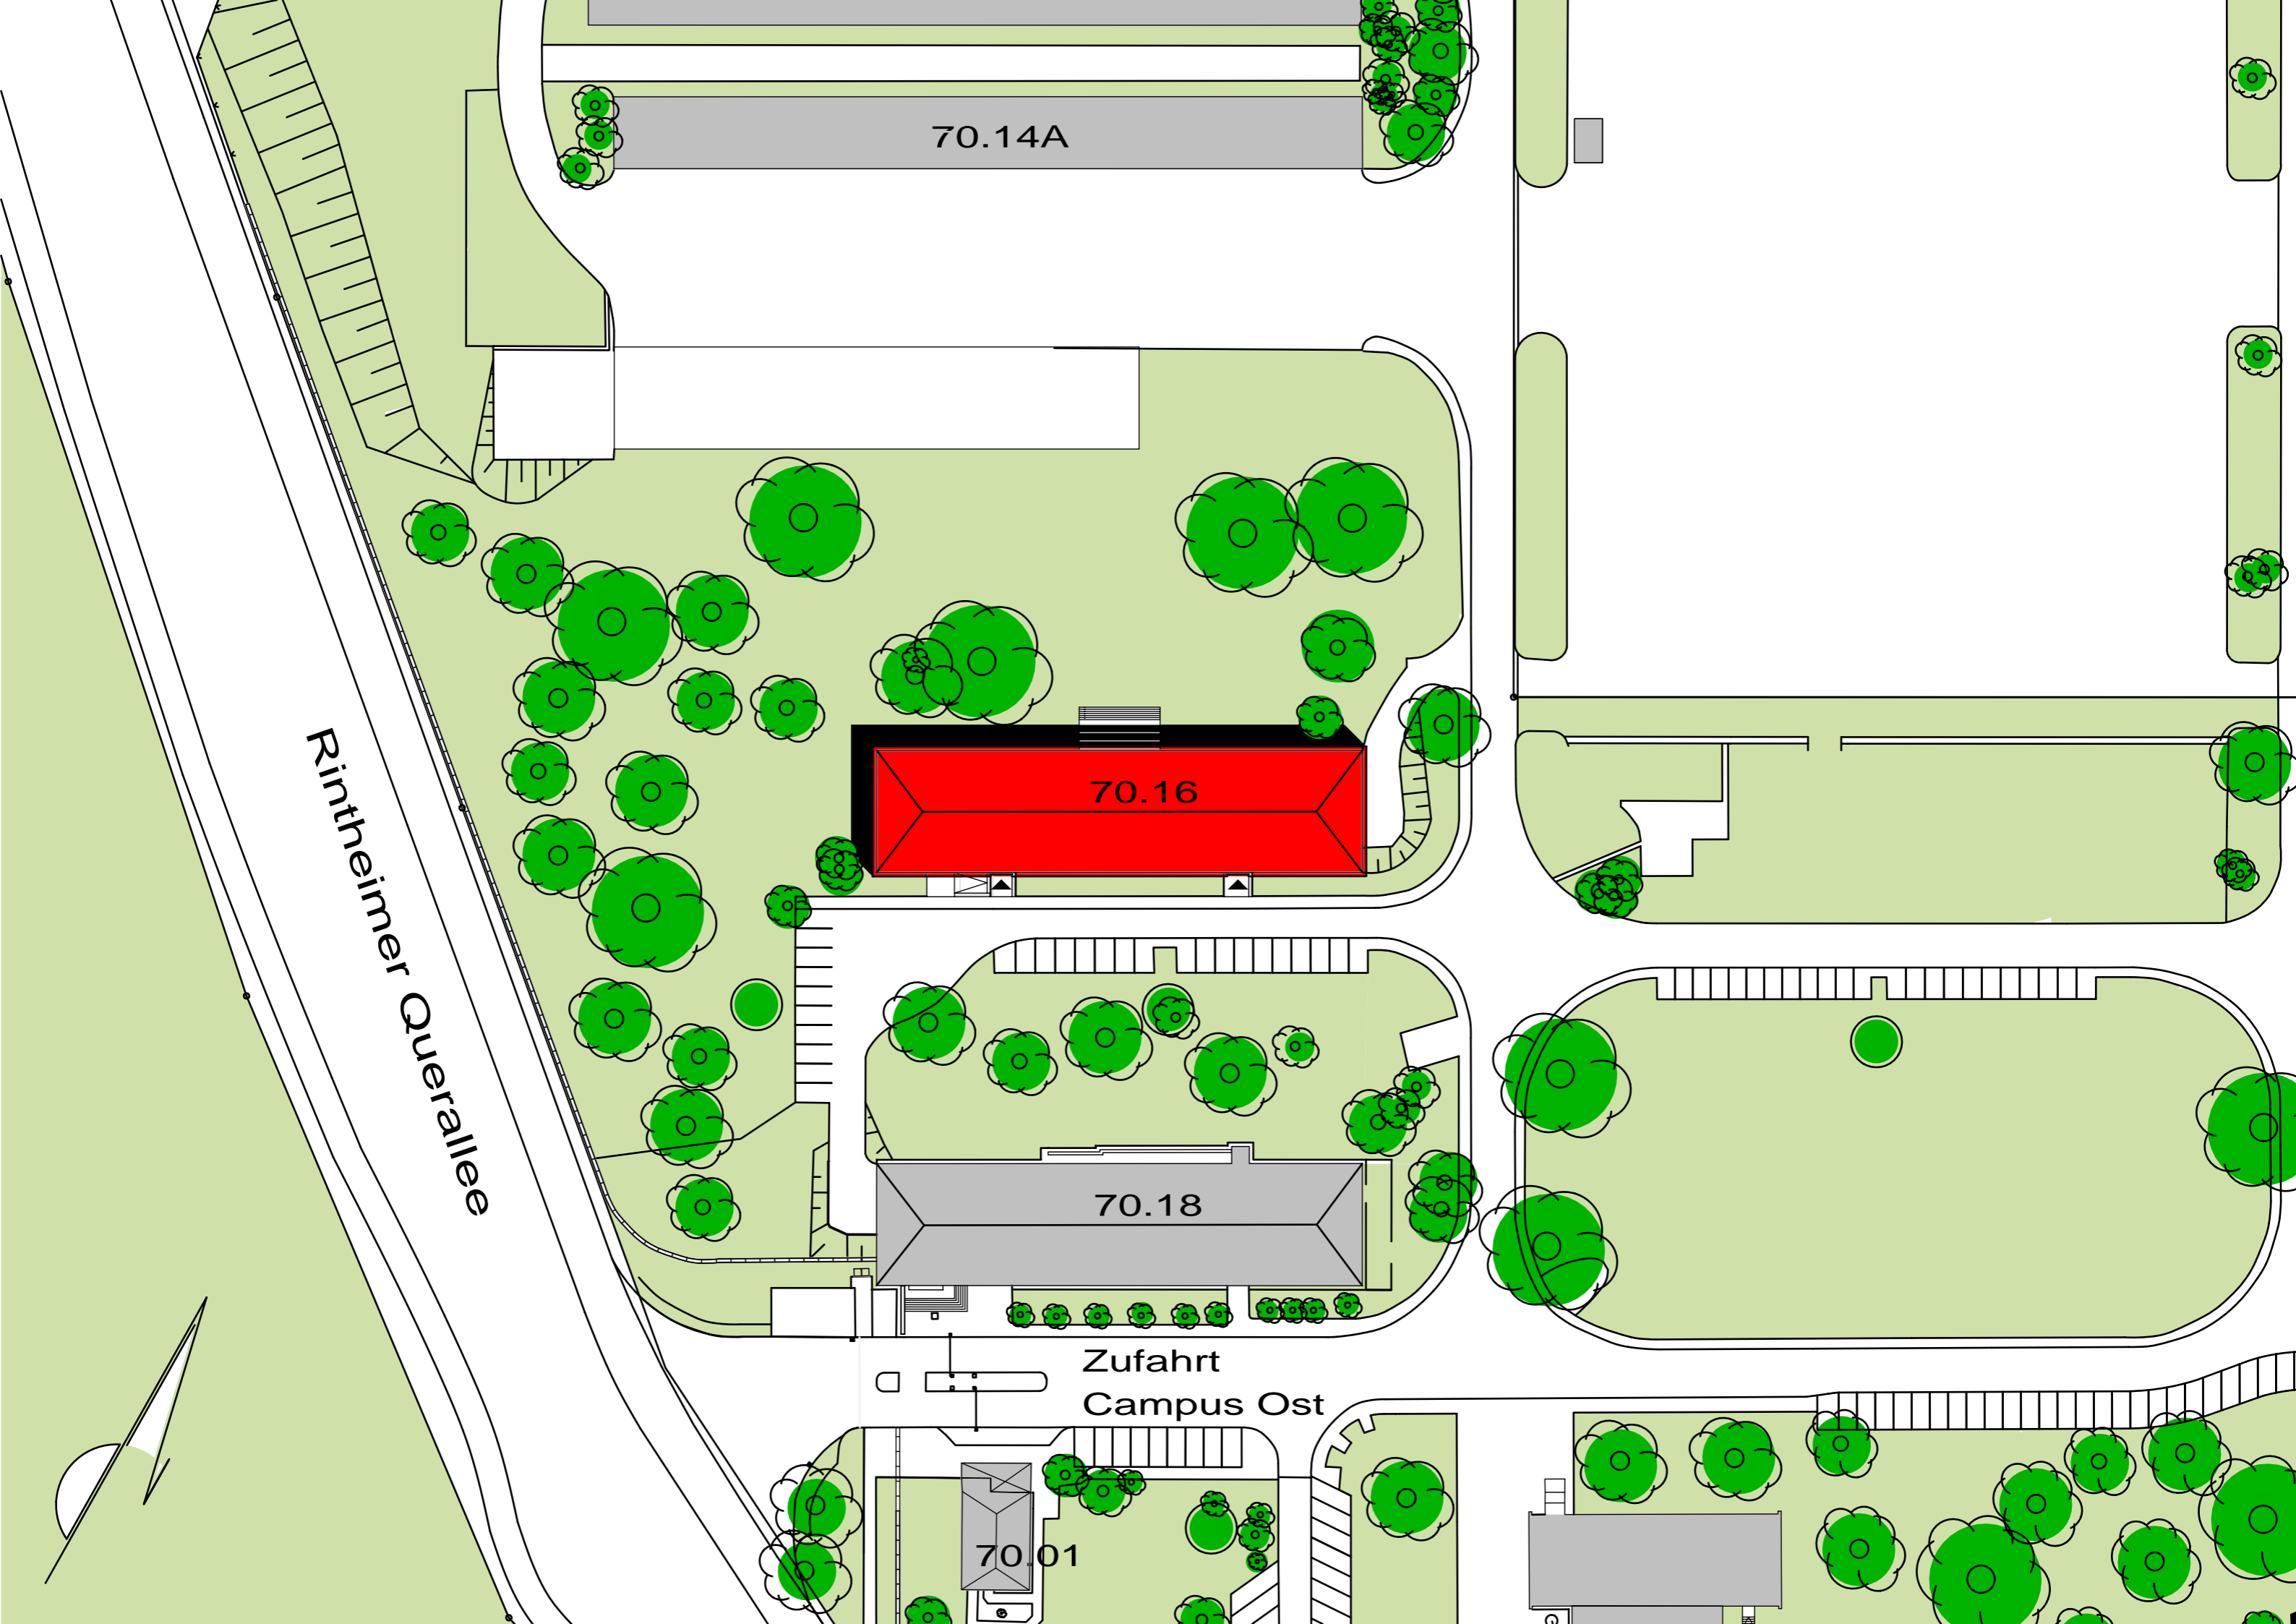 70.14A
70.16
Rintheimer Querallee
70.18
Zufahrt
Campus Ost
70.01